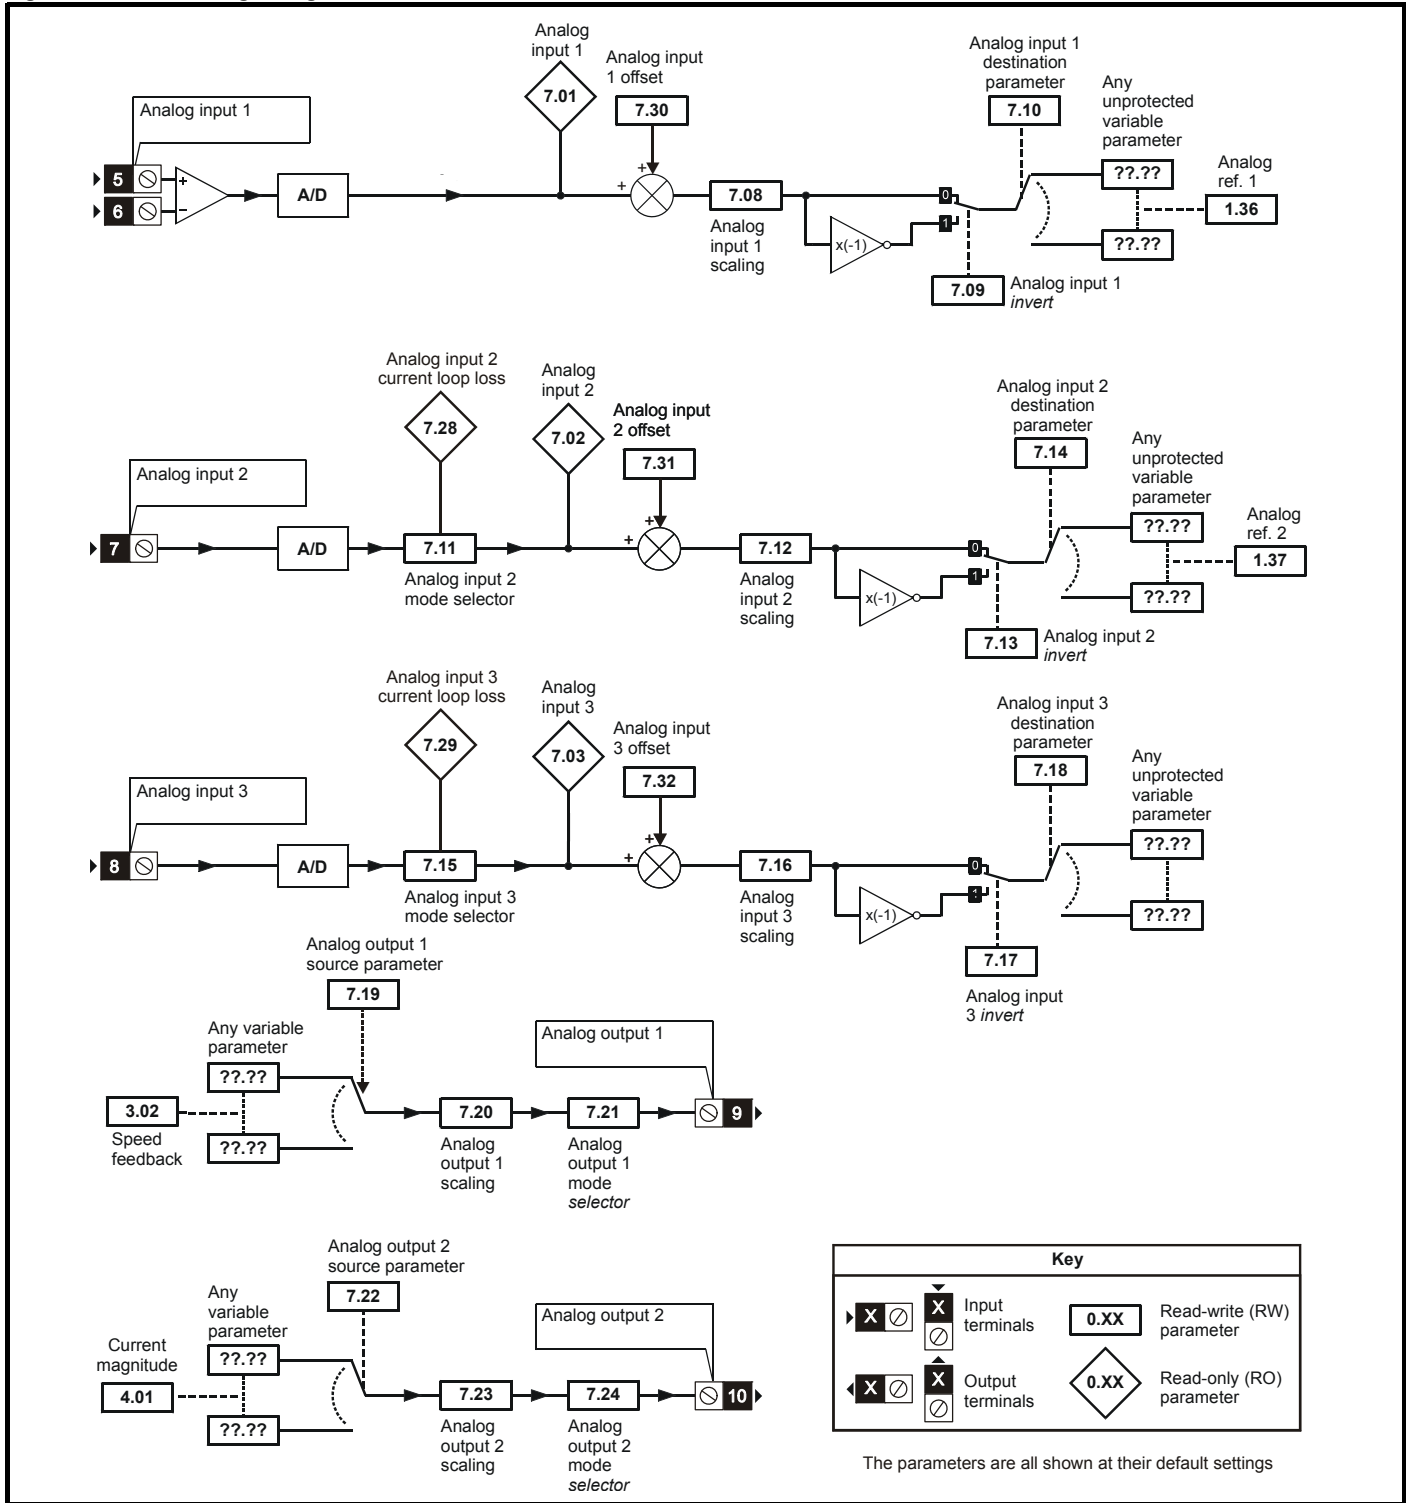 Analog
input 1
7.01
Analog input
1 offset
7.30
Analog input 1
destination
parameter
7.10
Any
unprotected
variable
parameter
??.??
??.??
Analog
ref. 1
1.36
Analog input 1
5
6
+
−
A/D
+
+
7.08
Analog
input 1
scaling
x(-1)
0
1
7.09
Analog input 1
invert
Analog input 2
current loop loss
7.28
Analog
input 2
7.02
Analog input
2 offset
7.31
Analog input 2
destination
parameter
7.14
Any
unprotected
variable
parameter
??.??
??.??
Analog
ref. 2
1.37
Analog input 2
7
A/D
7.11
Analog input 2
mode selector
+
+
7.12
Analog
input 2
scaling
x(-1)
0
1
7.13
Analog input 2
invert
Analog input 3
current loop loss
7.29
Analog
input 3
7.03
Analog input
3 offset
7.32
Analog input 3
destination
parameter
7.18
Any
unprotected
variable
parameter
??.??
??.??
Analog input 3
8
A/D
7.15
Analog input 3
mode selector
+
+
7.16
Analog
input 3
scaling
x(-1)
0
1
7.17
Analog input
3 invert
Analog output 1
source parameter
7.19
Any variable
parameter
??.??
??.??
3.02
Speed
feedback
7.20
Analog
output 1
scaling
7.21
Analog
output 1
mode
selector
Analog output 1
9
Analog output 2
source parameter
7.22
Any
variable
parameter
??.??
??.??
Current
magnitude
4.01
7.23
Analog
output 2
scaling
7.24
Analog
output 2
mode
selector
Analog output 2
10
Key
X
X
Input
terminals
0.XX
Read-write (RW)
parameter
X
X
Output
terminals
0.XX
Read-only (RO)
parameter
The parameters are all shown at their default settings